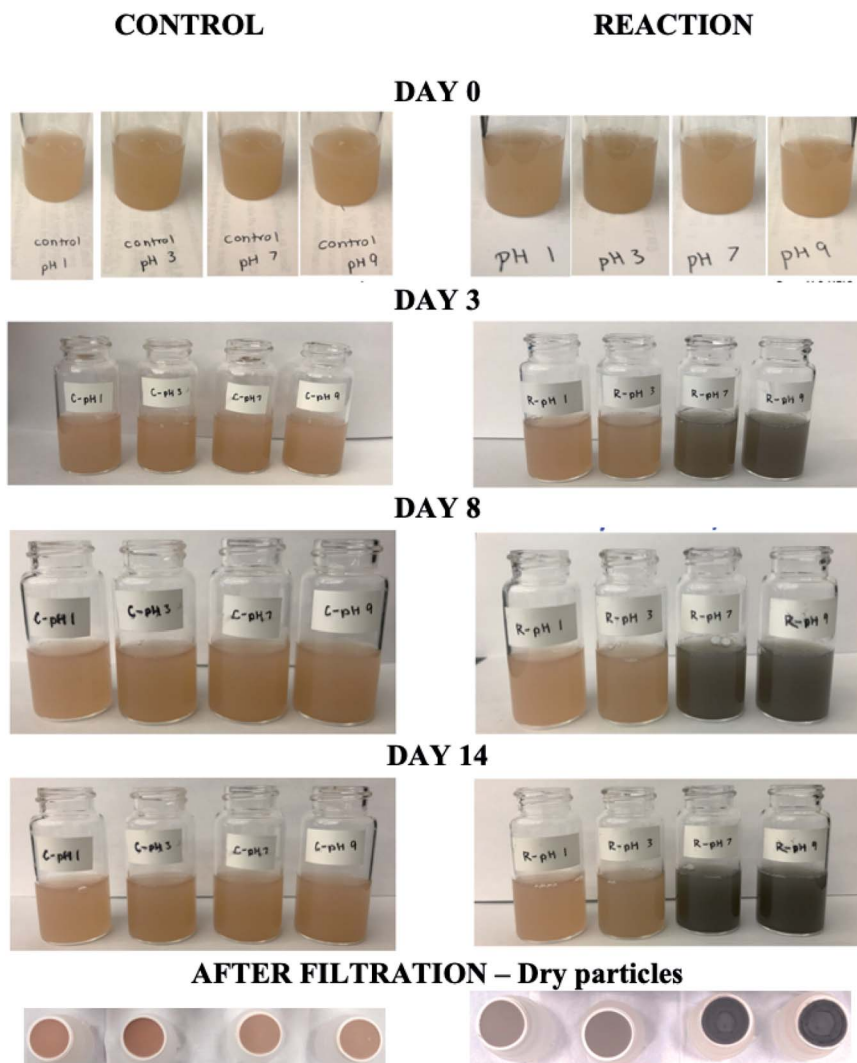 CONTROL REACTION
DAY 0
control
pH 1
control
pH 3
control
pH 7
control
pH 9
pH 1
pH 3
pH 7
pH 9
DAY 3
C-pH 1
C-pH 3
C-pH 7
C-pH 9
R-pH 1
R-pH 3
R-pH 7
R-pH 9
DAY 8
C-pH 1
C-pH 3
C-pH 7
C-pH 9
R-pH 1
R-pH 3
R-pH 7
R-pH 9
DAY 14
C-pH 1
C-pH 3
C-pH 7
C-pH 9
R-pH 1
R-pH 3
R-pH 7
R-pH 9
AFTER FILTRATION – Dry particles